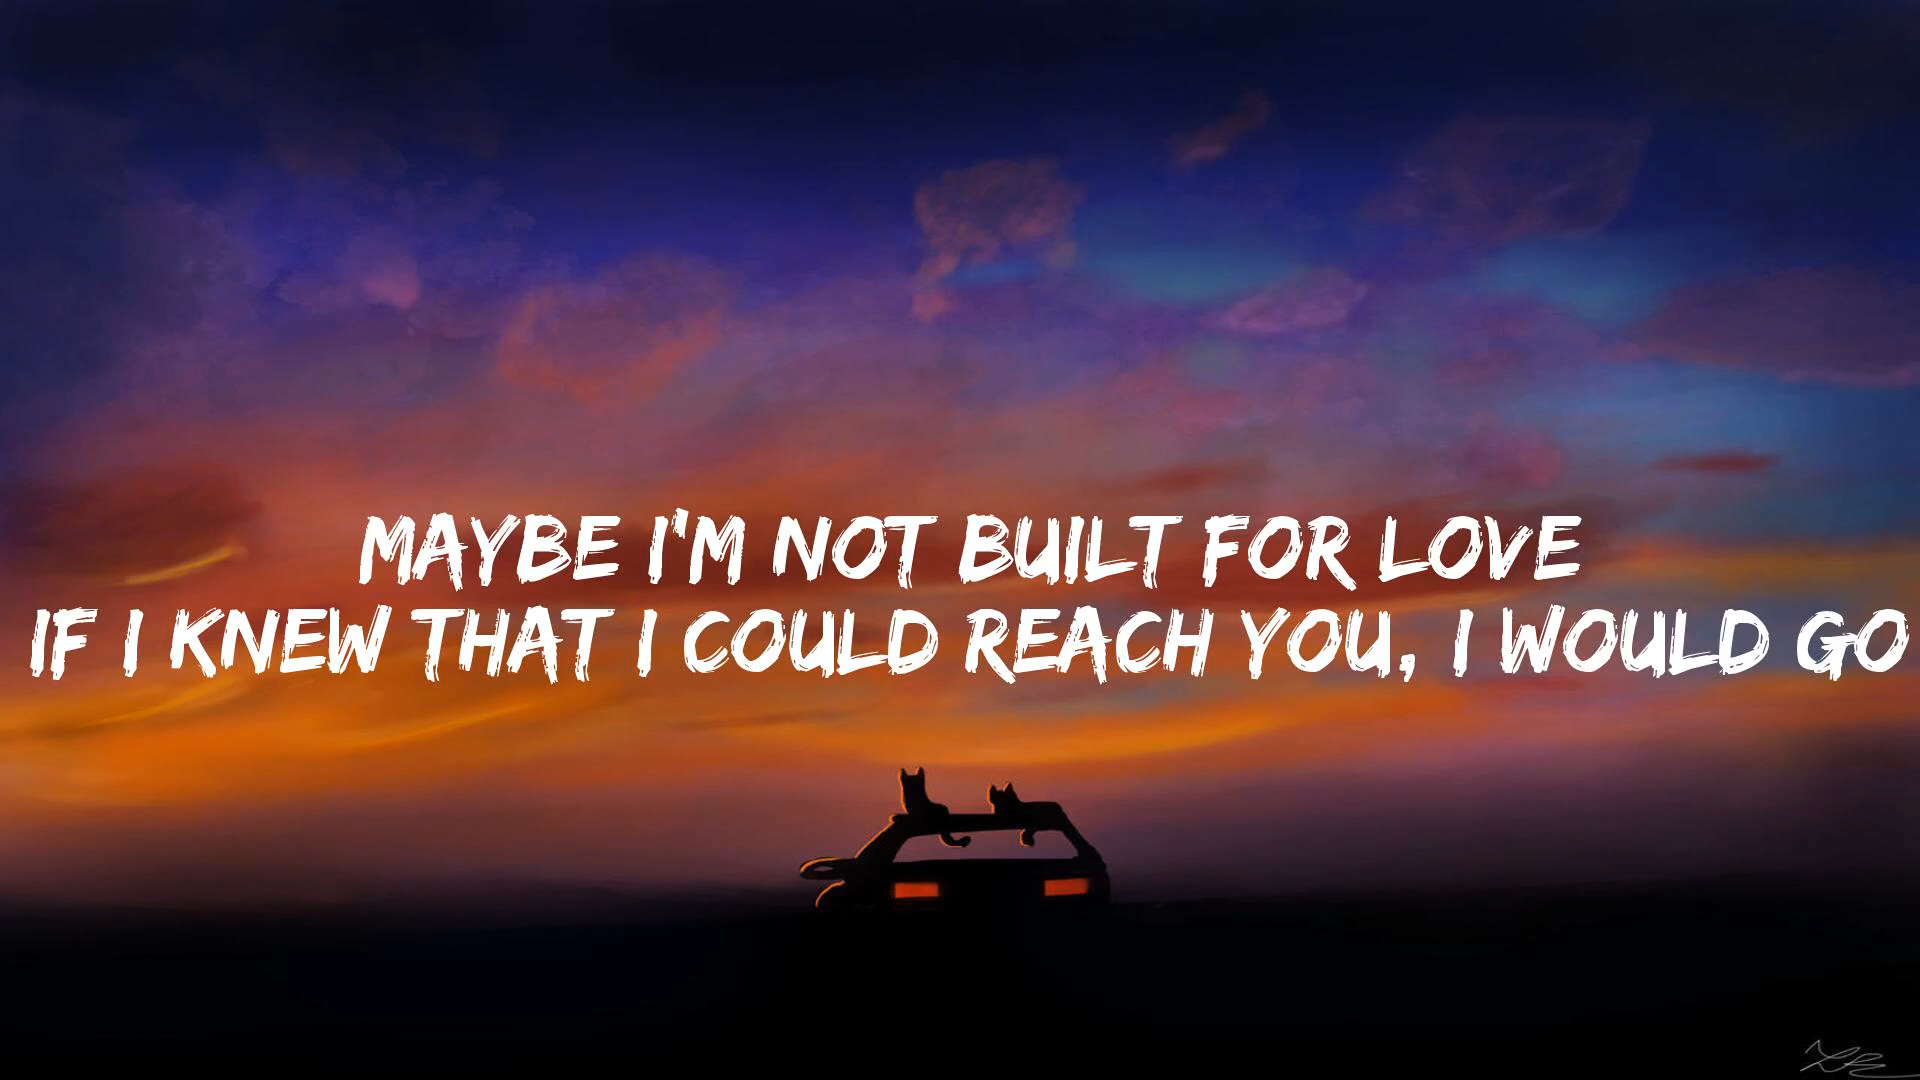 MAYBE I'M NOT BUILT FOR LOVE
IF I KNEW THAT I COULD REACH YOU, I WOULD GO